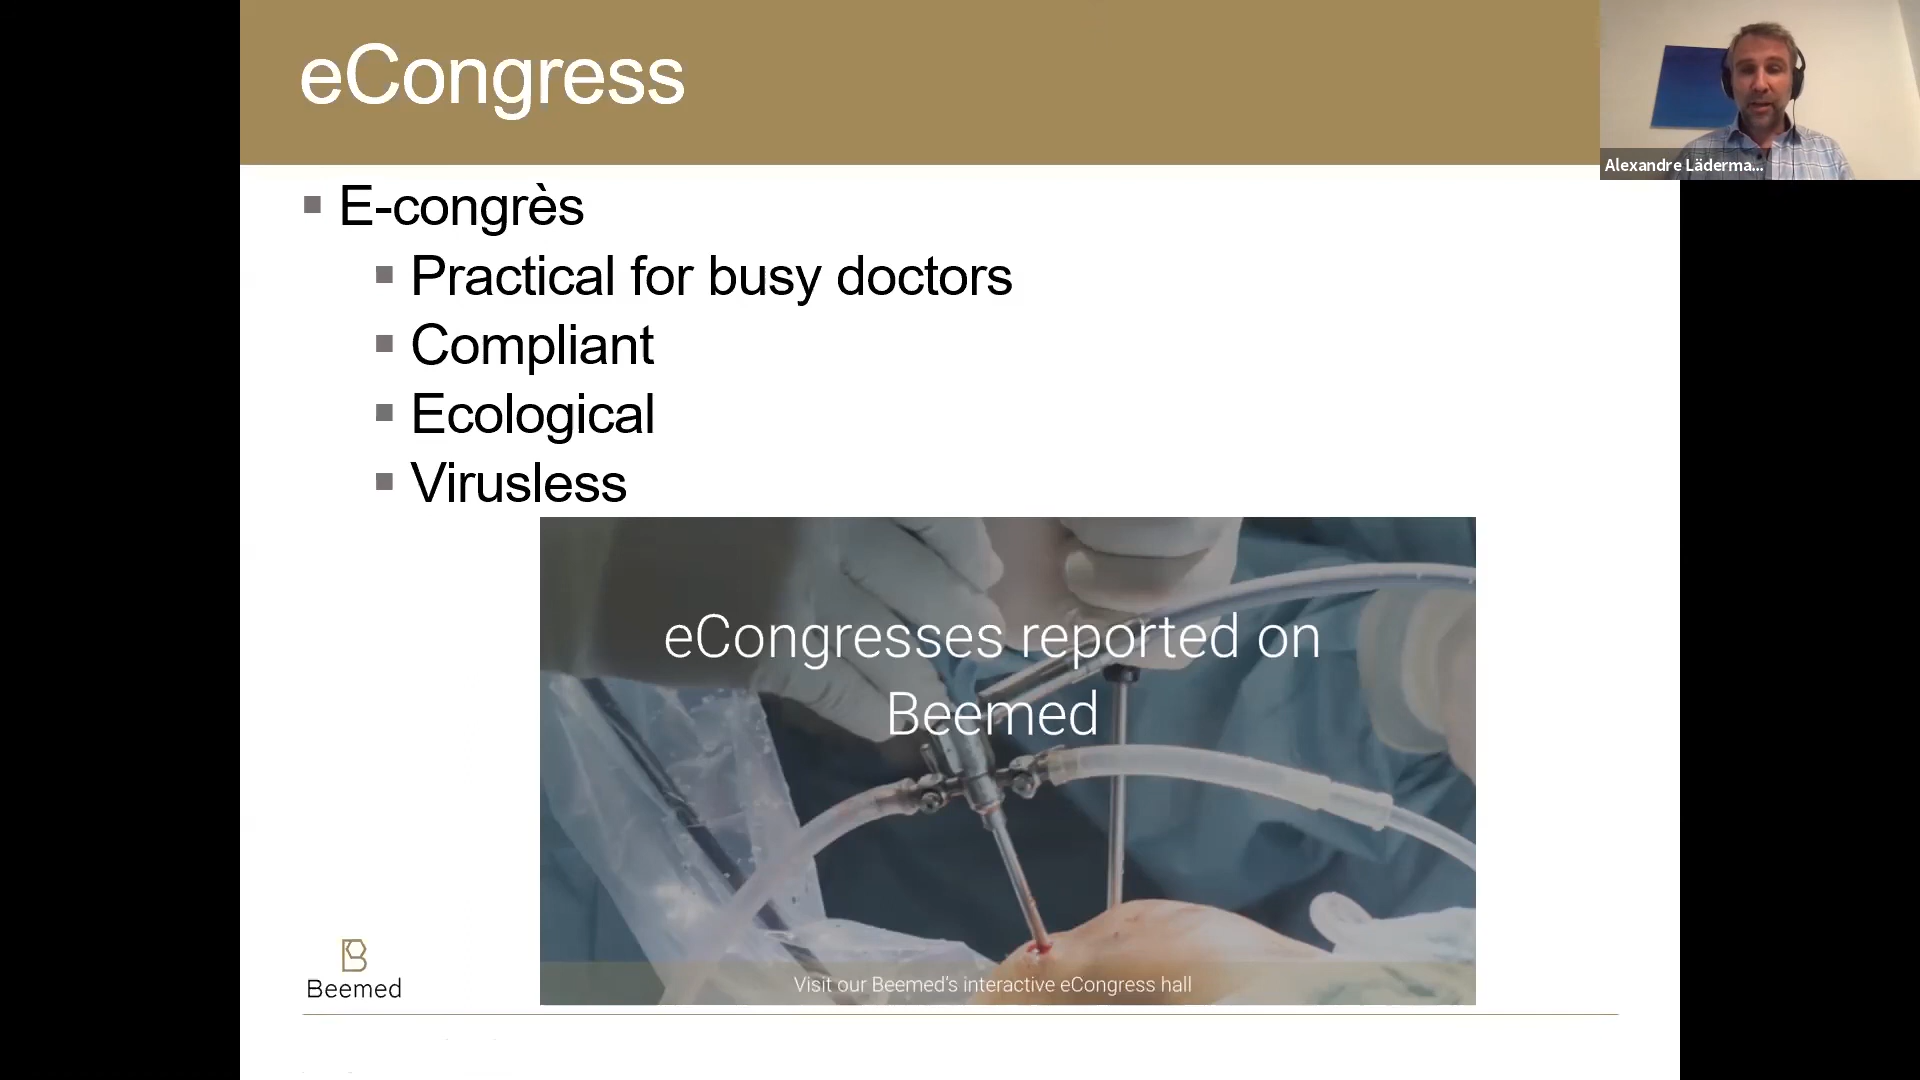 eCongress
Alexandre Läderma...
E-congrès
Practical for busy doctors
Compliant
Ecological
Virusless
eCongresses reported on
Beemed
Visit our Beemed's interactive eCongress hall
Beemed